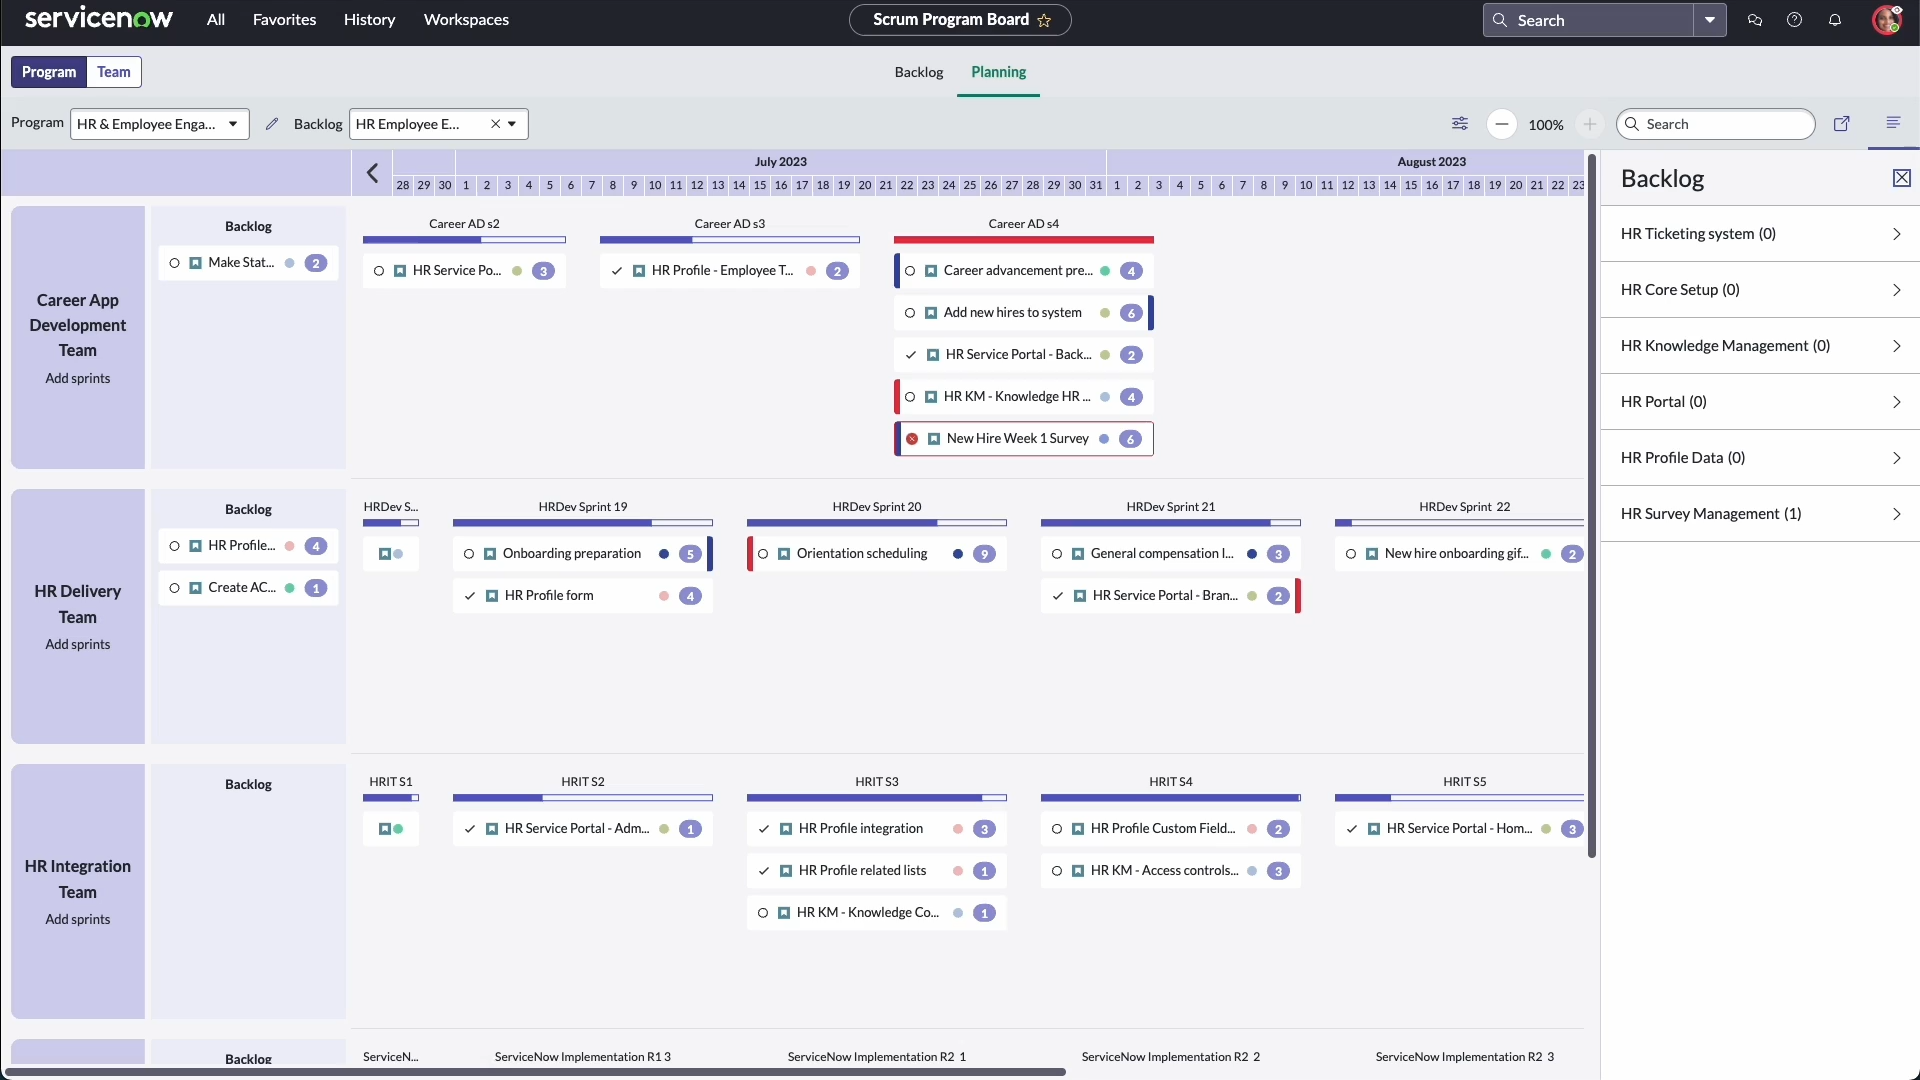 servicenow All Favorites History Workspaces Scrum Program Board Search
Program Team Backlog Planning
Program HR & Employee Enga... Backlog HR Employee E... 100% Search
July 2023 August 2023
28 29 30 1 2 3 4 5 6 7 8 9 10 11 12 13 14 15 16 17 18 19 20 21 22 23 24 25 26 27 28 29 30 31 1 2 3 4 5 6 7 8 9 10 11 12 13 14 15 16 17 18 19 20 21 22 23
Career App
Development
Team
Add sprints
Backlog
Make Stat... 2
Career AD s2
HR Service Po... 3
Career AD s3
HR Profile - Employee T... 2
Career AD s4
Career advancement pre... 4
Add new hires to system 6
HR Service Portal - Back... 2
HR KM - Knowledge HR ... 4
New Hire Week 1 Survey 6
HR Delivery
Team
Add sprints
Backlog
HR Profile... 4
Create AC... 1
HRDev S...
HRDev Sprint 19
Onboarding preparation 5
HR Profile form 4
HRDev Sprint 20
Orientation scheduling 9
HRDev Sprint 21
General compensation l... 3
HR Service Portal - Bran... 2
HRDev Sprint 22
New hire onboarding gif... 2
HR Integration
Team
Add sprints
Backlog
HRIT S1
HRIT S2
HR Service Portal - Adm... 1
HRIT S3
HR Profile integration 3
HR Profile related lists 1
HR KM - Knowledge Co... 1
HRIT S4
HR Profile Custom Field... 2
HR KM - Access controls... 3
HRIT S5
HR Service Portal - Hom... 3
Backlog
ServiceN...
ServiceNow Implementation R1 3
ServiceNow Implementation R2 1
ServiceNow Implementation R2 2
ServiceNow Implementation R2 3
Backlog
HR Ticketing system (0)
HR Core Setup (0)
HR Knowledge Management (0)
HR Portal (0)
HR Profile Data (0)
HR Survey Management (1)